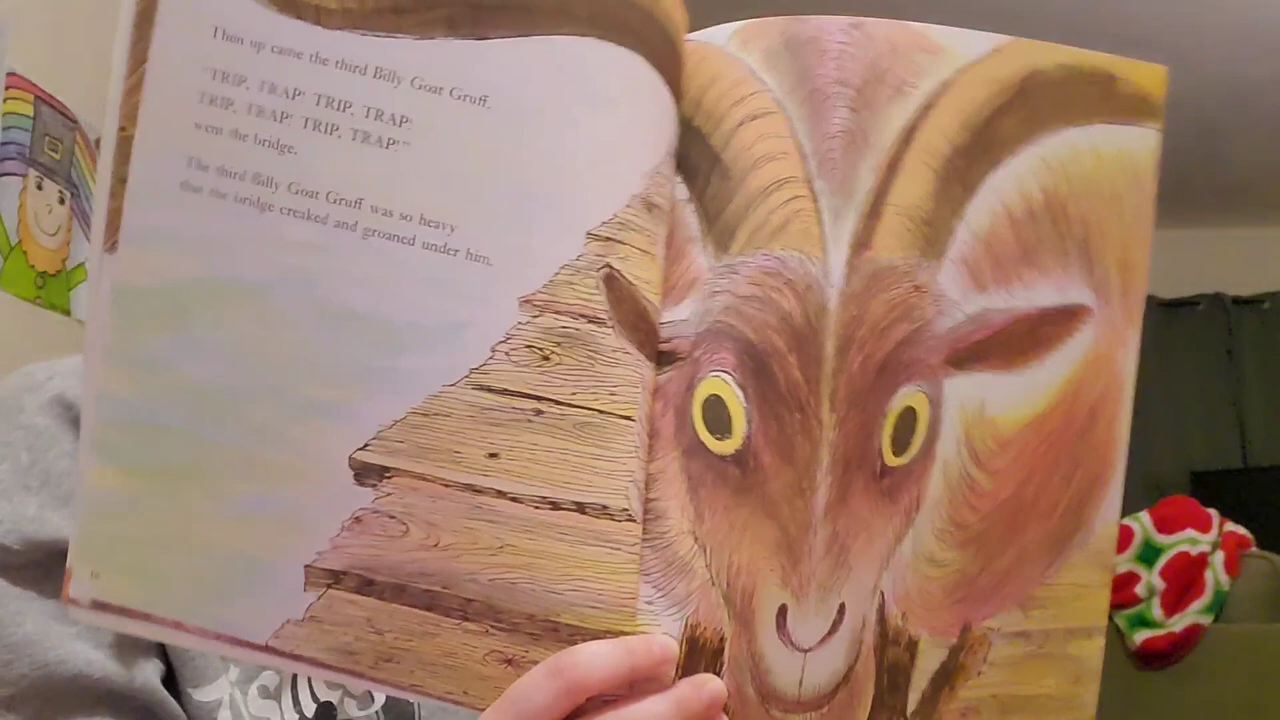 Then up came the third Billy Goat Gruff.
"TRIP, TRAP! TRIP, TRAP!
TRIP, TRAP! TRIP, TRAP!"
went the bridge.
The third Billy Goat Gruff was so heavy
that the bridge creaked and groaned under him.